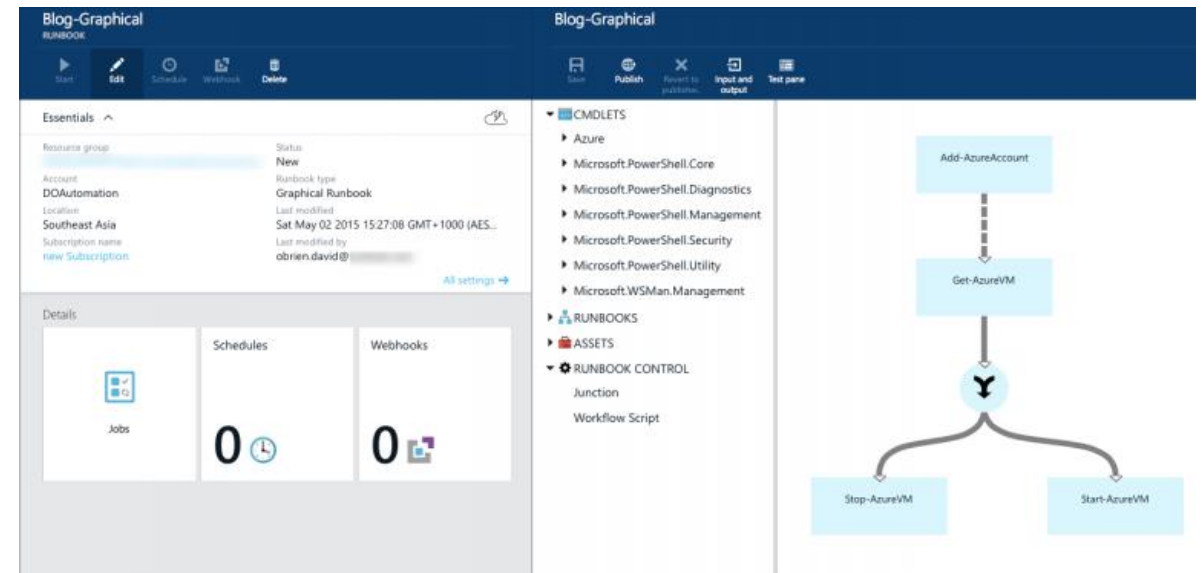 Blog-Graphical
RUNBOOK
Start
Edit
Schedule
Webhook
Delete
Essentials
Resource group
Status
New
Account
DOAutomation
Runbook type
Graphical Runbook
Location
Southeast Asia
Last modified
Sat May 02 2015 15:27:08 GMT+1000 (AES...
Subscription name
new Subscription
Last modified by
obrien.david@
All settings →
Details
Jobs
Schedules
0
Webhooks
0
Blog-Graphical
Save
Publish
Revert to
Input and
output
Test pane
CMDLETS
Azure
Microsoft.PowerShell.Core
Microsoft.PowerShell.Diagnostics
Microsoft.PowerShell.Management
Microsoft.PowerShell.Security
Microsoft.PowerShell.Utility
Microsoft.WSMan.Management
RUNBOOKS
ASSETS
RUNBOOK CONTROL
Junction
Workflow Script
Add-AzureAccount
Get-AzureVM
Stop-AzureVM
Start-AzureVM